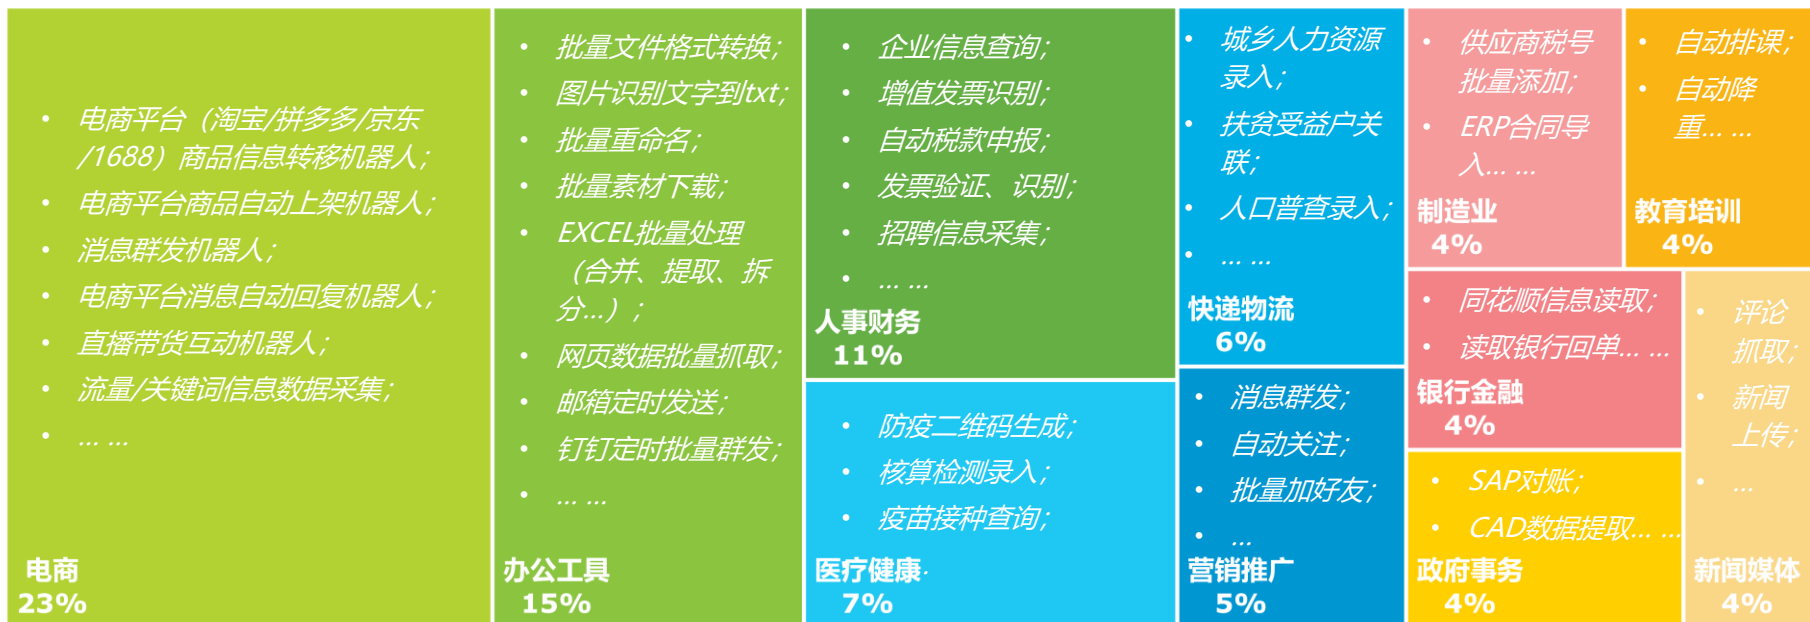 • 电商平台（淘宝/拼多多/京东
/1688）商品信息转移机器人；
• 电商平台商品自动上架机器人；
• 消息群发机器人；
• 电商平台消息自动回复机器人；
• 直播带货互动机器人；
• 流量/关键词信息数据采集；
• … …
电商
23%
• 批量文件格式转换；
• 图片识别文字到txt；
• 批量重命名；
• 批量素材下载；
• EXCEL批量处理
（合并、提取、拆
分…）；
• 网页数据批量抓取；
• 邮箱定时发送；
• 钉钉定时批量群发；
• … …
办公工具
15%
• 企业信息查询；
• 增值发票识别；
• 自动税款申报；
• 发票验证、识别；
• 招聘信息采集；
• … …
人事财务
11%
• 防疫二维码生成；
• 核算检测录入；
• 疫苗接种查询；
医疗健康.
7%
• 城乡人力资源
录入；
• 扶贫受益户关
联；
• 人口普查录入；
• … …
快递物流
6%
• 消息群发；
• 自动关注；
• 批量加好友；
• …
营销推广
5%
• 供应商税号
批量添加；
• ERP合同导
入… …
制造业
4%
• 自动排课；
• 自动降
重… …
教育培训
4%
• 同花顺信息读取；
• 读取银行回单… …
银行金融
4%
• SAP对账；
• CAD数据提取… …
政府事务
4%
• 评论
抓取；
• 新闻
上传；
• …
新闻媒体
4%